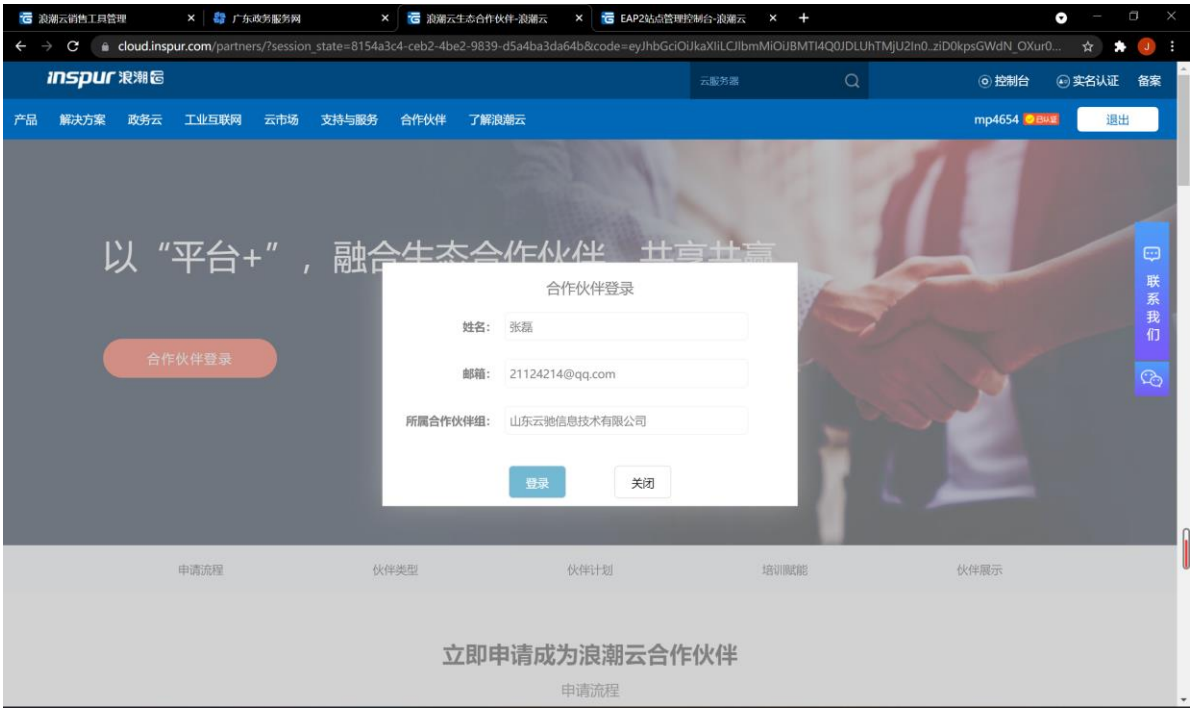 浪潮云销售工具管理
广东政务服务网
浪潮云生态合作伙伴-浪潮云
EAP2站点管理控制台-浪潮云
cloud.inspur.com/partners/?session_state=8154a3c4-ceb2-4be2-9839-d5a4ba3da64b&code=eyJhbGciOiJkaXIiLCJlbmMiOiJBMTI4Q0JDLUhTMjU2In0..ziD0kpsGWdN_OXur0...
J
inspur 浪潮
云服务器
控制台
实名认证
备案
产品 解决方案 政务云 工业互联网 云市场 支持与服务 合作伙伴 了解浪潮云
mp4654 已认证 退出
以“平台+”，融合生态合作伙伴 共享共赢
合作伙伴登录
合作伙伴登录
姓名： 张磊
邮箱： 21124214@qq.com
所属合作伙伴组： 山东云驰信息技术有限公司
登录 关闭
联系我们
申请流程 伙伴类型 伙伴计划 培训赋能 伙伴展示
立即申请成为浪潮云合作伙伴
申请流程